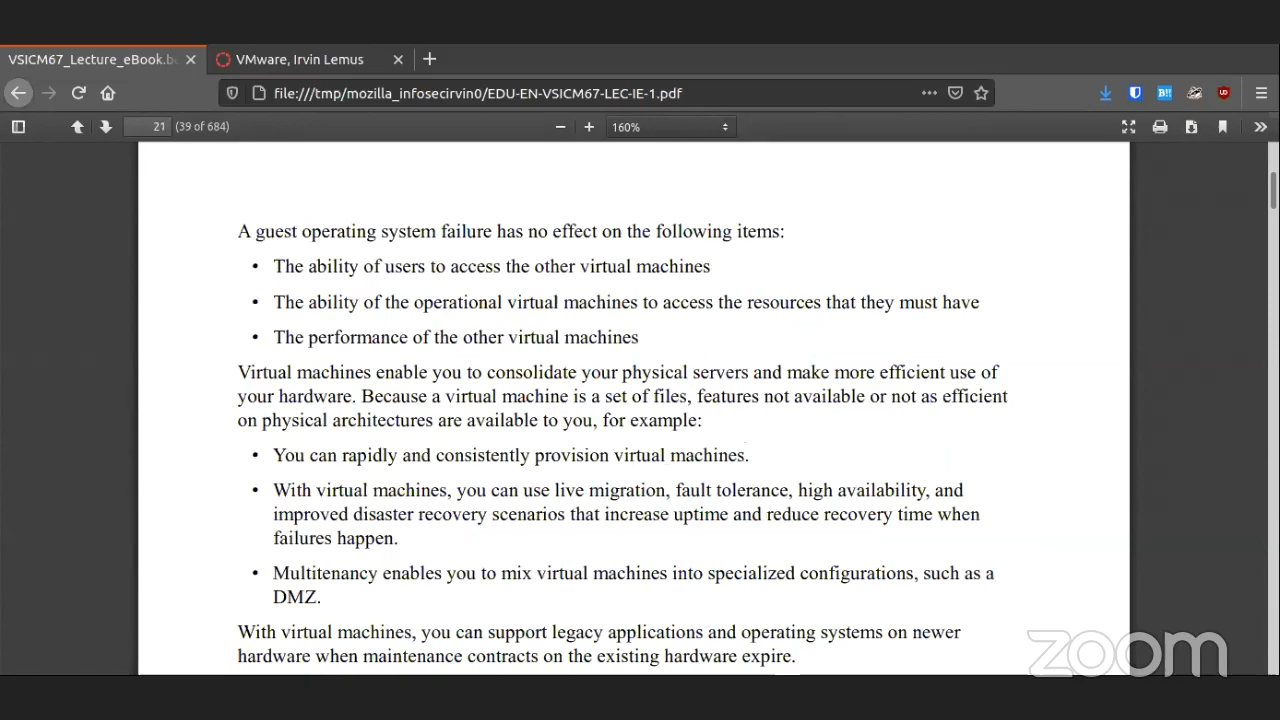 VSICM67_Lecture_eBook.b
VMware, Irvin Lemus
file:///tmp/mozilla_infosecirvin0/EDU-EN-VSICM67-LEC-IE-1.pdf
B!!
21 (39 of 684)
160%
A guest operating system failure has no effect on the following items:
• The ability of users to access the other virtual machines
• The ability of the operational virtual machines to access the resources that they must have
• The performance of the other virtual machines
Virtual machines enable you to consolidate your physical servers and make more efficient use of
your hardware. Because a virtual machine is a set of files, features not available or not as efficient
on physical architectures are available to you, for example:
• You can rapidly and consistently provision virtual machines.
• With virtual machines, you can use live migration, fault tolerance, high availability, and
improved disaster recovery scenarios that increase uptime and reduce recovery time when
failures happen.
• Multitenancy enables you to mix virtual machines into specialized configurations, such as a
DMZ.
With virtual machines, you can support legacy applications and operating systems on newer
hardware when maintenance contracts on the existing hardware expire.
zoom